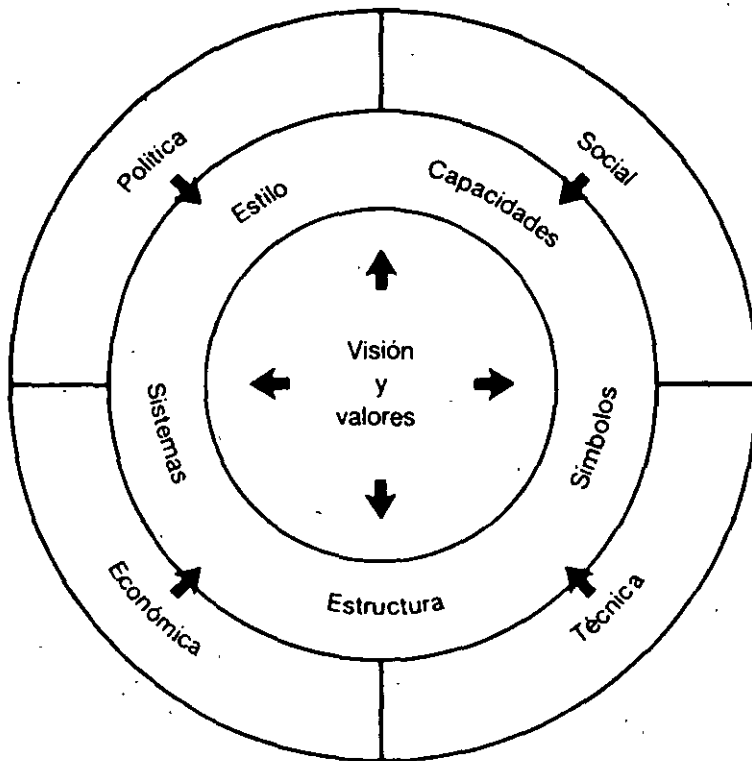 Política
Social
Estilo
Capacidades
Visión
y
valores
Sistemas
Símbolos
Estructura
Económica
Técnica